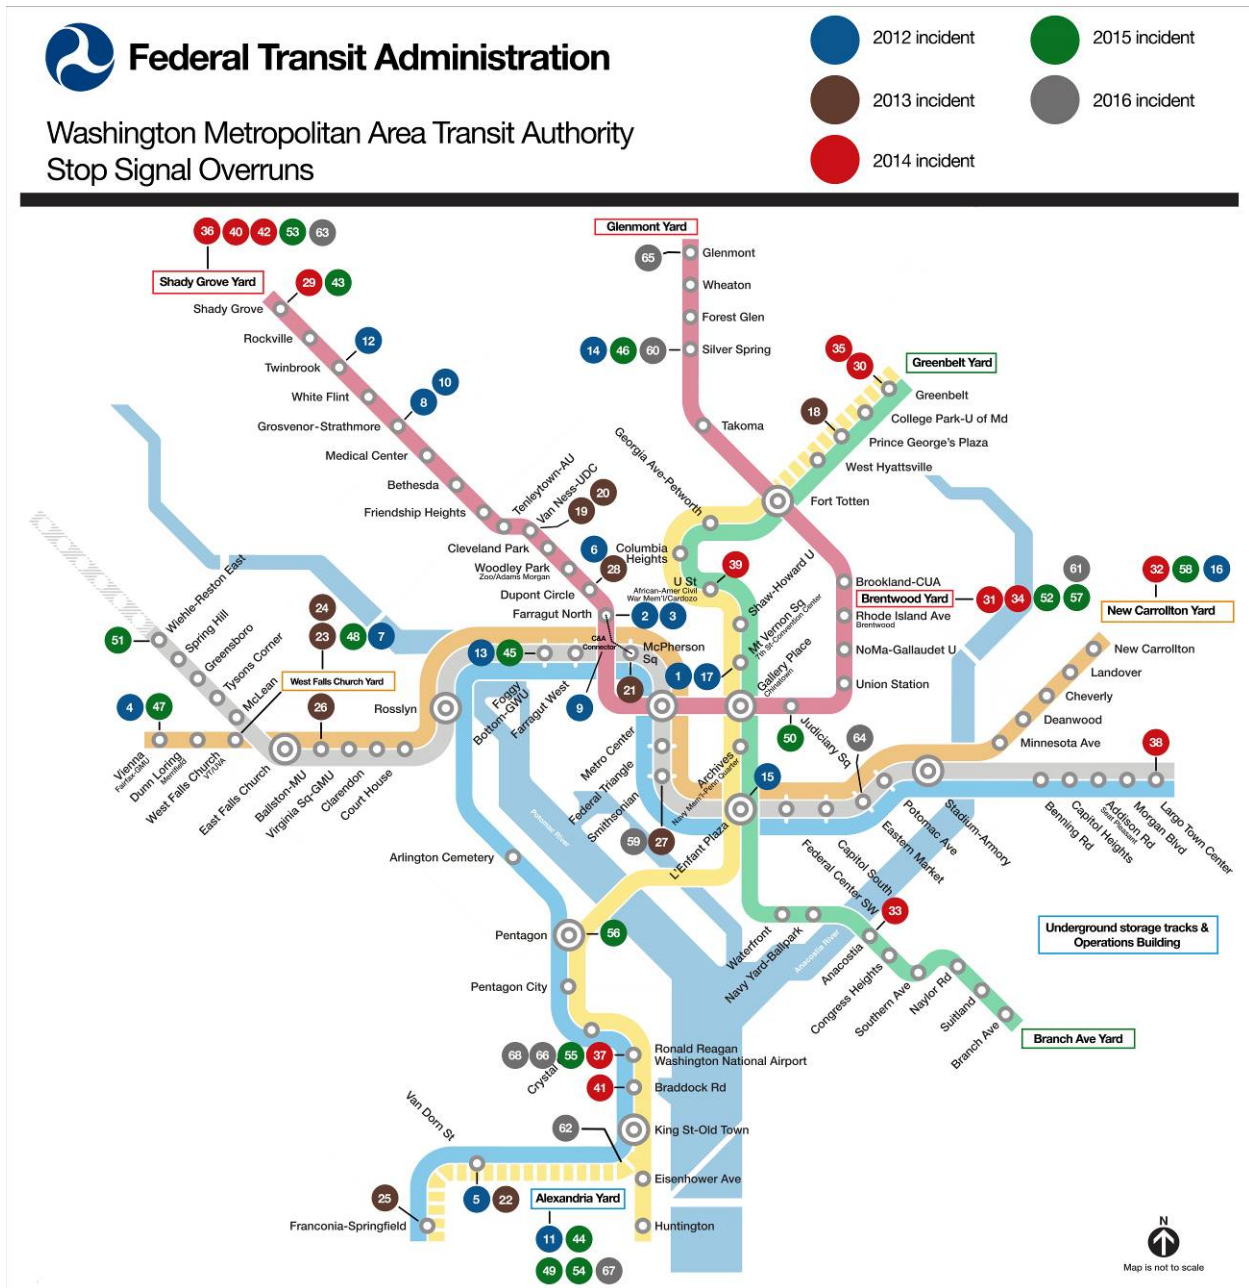 Federal Transit Administration
Washington Metropolitan Area Transit Authority
Stop Signal Overruns
2012 incident
2013 incident
2014 incident
2015 incident
2016 incident
36 40 42 53 63
Shady Grove Yard
29 43
Shady Grove
Rockville
12
Twinbrook
White Flint
10
8
Grosvenor-Strathmore
Medical Center
Bethesda
Friendship Heights
Tenleytown-AU
Van Ness-UDC
20
19
Cleveland Park
Woodley Park
Zoo/Adams Morgan
6
28
Dupont Circle
Farragut North
2 3
C&A
Connector
9
Glenmont Yard
65
Glenmont
Wheaton
Forest Glen
14 46 60
Silver Spring
Takoma
Fort Totten
35
30
Greenbelt Yard
Greenbelt
College Park-U of Md
18
Prince George's Plaza
West Hyattsville
Georgia Ave-Petworth
Columbia
Heights
39
U St
African-Amer Civil
War Mem'l/Cardozo
Shaw-Howard U
Mt Vernon Sq
7th St-Convention Center
1 17
Gallery Place
Chinatown
Brookland-CUA
Brentwood Yard
61
31 34 52 57
Rhode Island Ave
Brentwood
NoMa-Gallaudet U
Union Station
Judiciary Sq
50
32 58 16
New Carrollton Yard
New Carrollton
Landover
Cheverly
Deanwood
Minnesota Ave
51
Wiehle-Reston East
Spring Hill
Greensboro
Tysons Corner
McLean
24
23 48 7
West Falls Church Yard
26
4 47
Vienna
Fairfax-GMU
Dunn Loring
Merrifield
West Falls Church
VT/UVA
East Falls Church
Ballston-MU
Virginia Sq-GMU
Clarendon
Court House
Rosslyn
13 45
Foggy
Bottom-GWU
Farragut West
McPherson
Sq
21
Metro Center
Federal Triangle
Smithsonian
59 27
Archives
Navy Mem'l-Penn Quarter
15
L'Enfant Plaza
Federal Center SW
Capitol South
Eastern Market
64
Potomac Ave
Stadium-Armory
38
Benning Rd
Capitol Heights
Addison Rd
Seat Pleasant
Morgan Blvd
Largo Town Center
Potomac River
Anacostia River
Arlington Cemetery
Pentagon
56
Pentagon City
Crystal
68 66 55 37
Ronald Reagan
Washington National Airport
41
Braddock Rd
King St-Old Town
62
Eisenhower Ave
Huntington
Van Dorn St
5 22
25
Franconia-Springfield
Alexandria Yard
11 44
49 54 67
Waterfront
Navy Yard-Ballpark
33
Anacostia
Congress Heights
Southern Ave
Naylor Rd
Suitland
Branch Ave
Branch Ave Yard
Underground storage tracks &
Operations Building
N
Map is not to scale